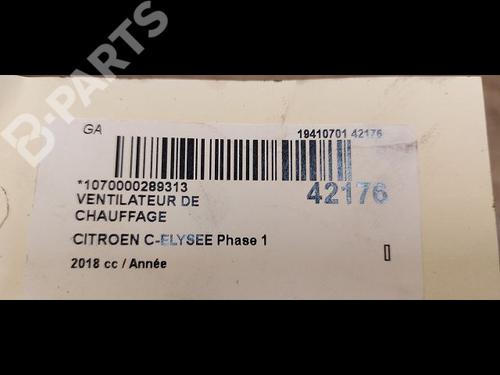 B-PARTS
GA
19410701 42176
*1070000289313
42176
VENTILATEUR DE
CHAUFFAGE
CITROEN C-ELYSEE Phase 1
2018 cc / Année